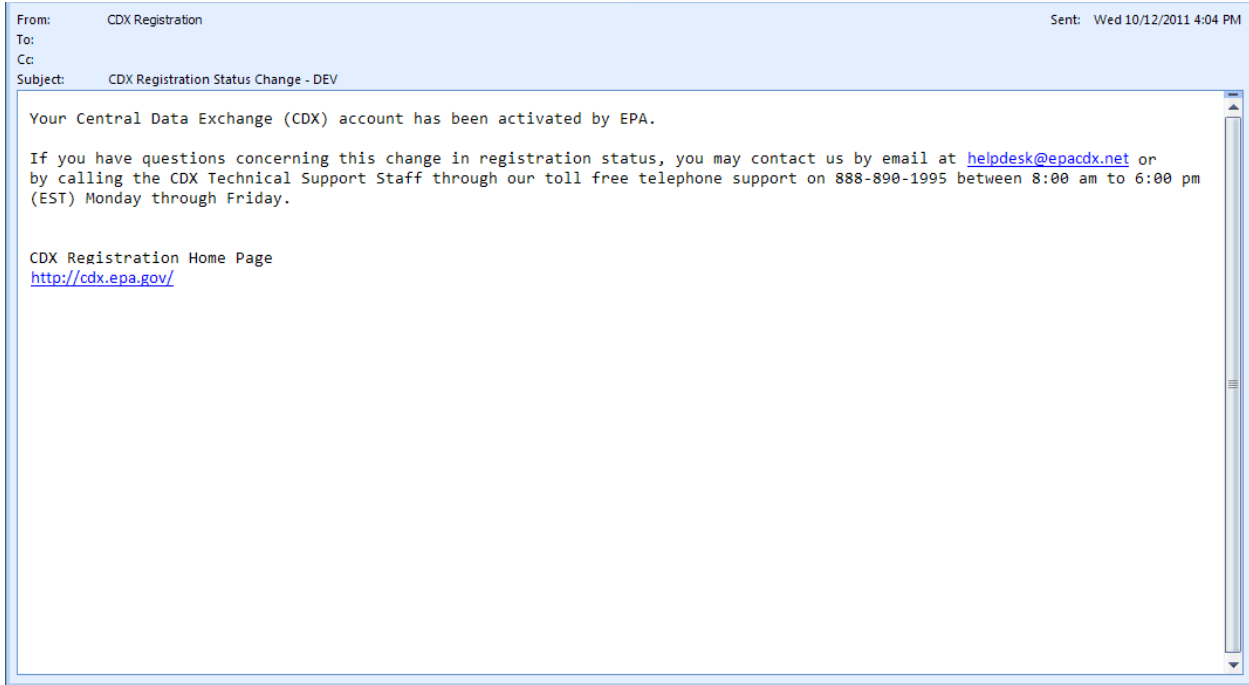 From: CDX Registration Sent: Wed 10/12/2011 4:04 PM
To:
Cc:
Subject: CDX Registration Status Change - DEV
Your Central Data Exchange (CDX) account has been activated by EPA.
If you have questions concerning this change in registration status, you may contact us by email at helpdesk@epacdx.net or
by calling the CDX Technical Support Staff through our toll free telephone support on 888-890-1995 between 8:00 am to 6:00 pm
(EST) Monday through Friday.
CDX Registration Home Page
http://cdx.epa.gov/